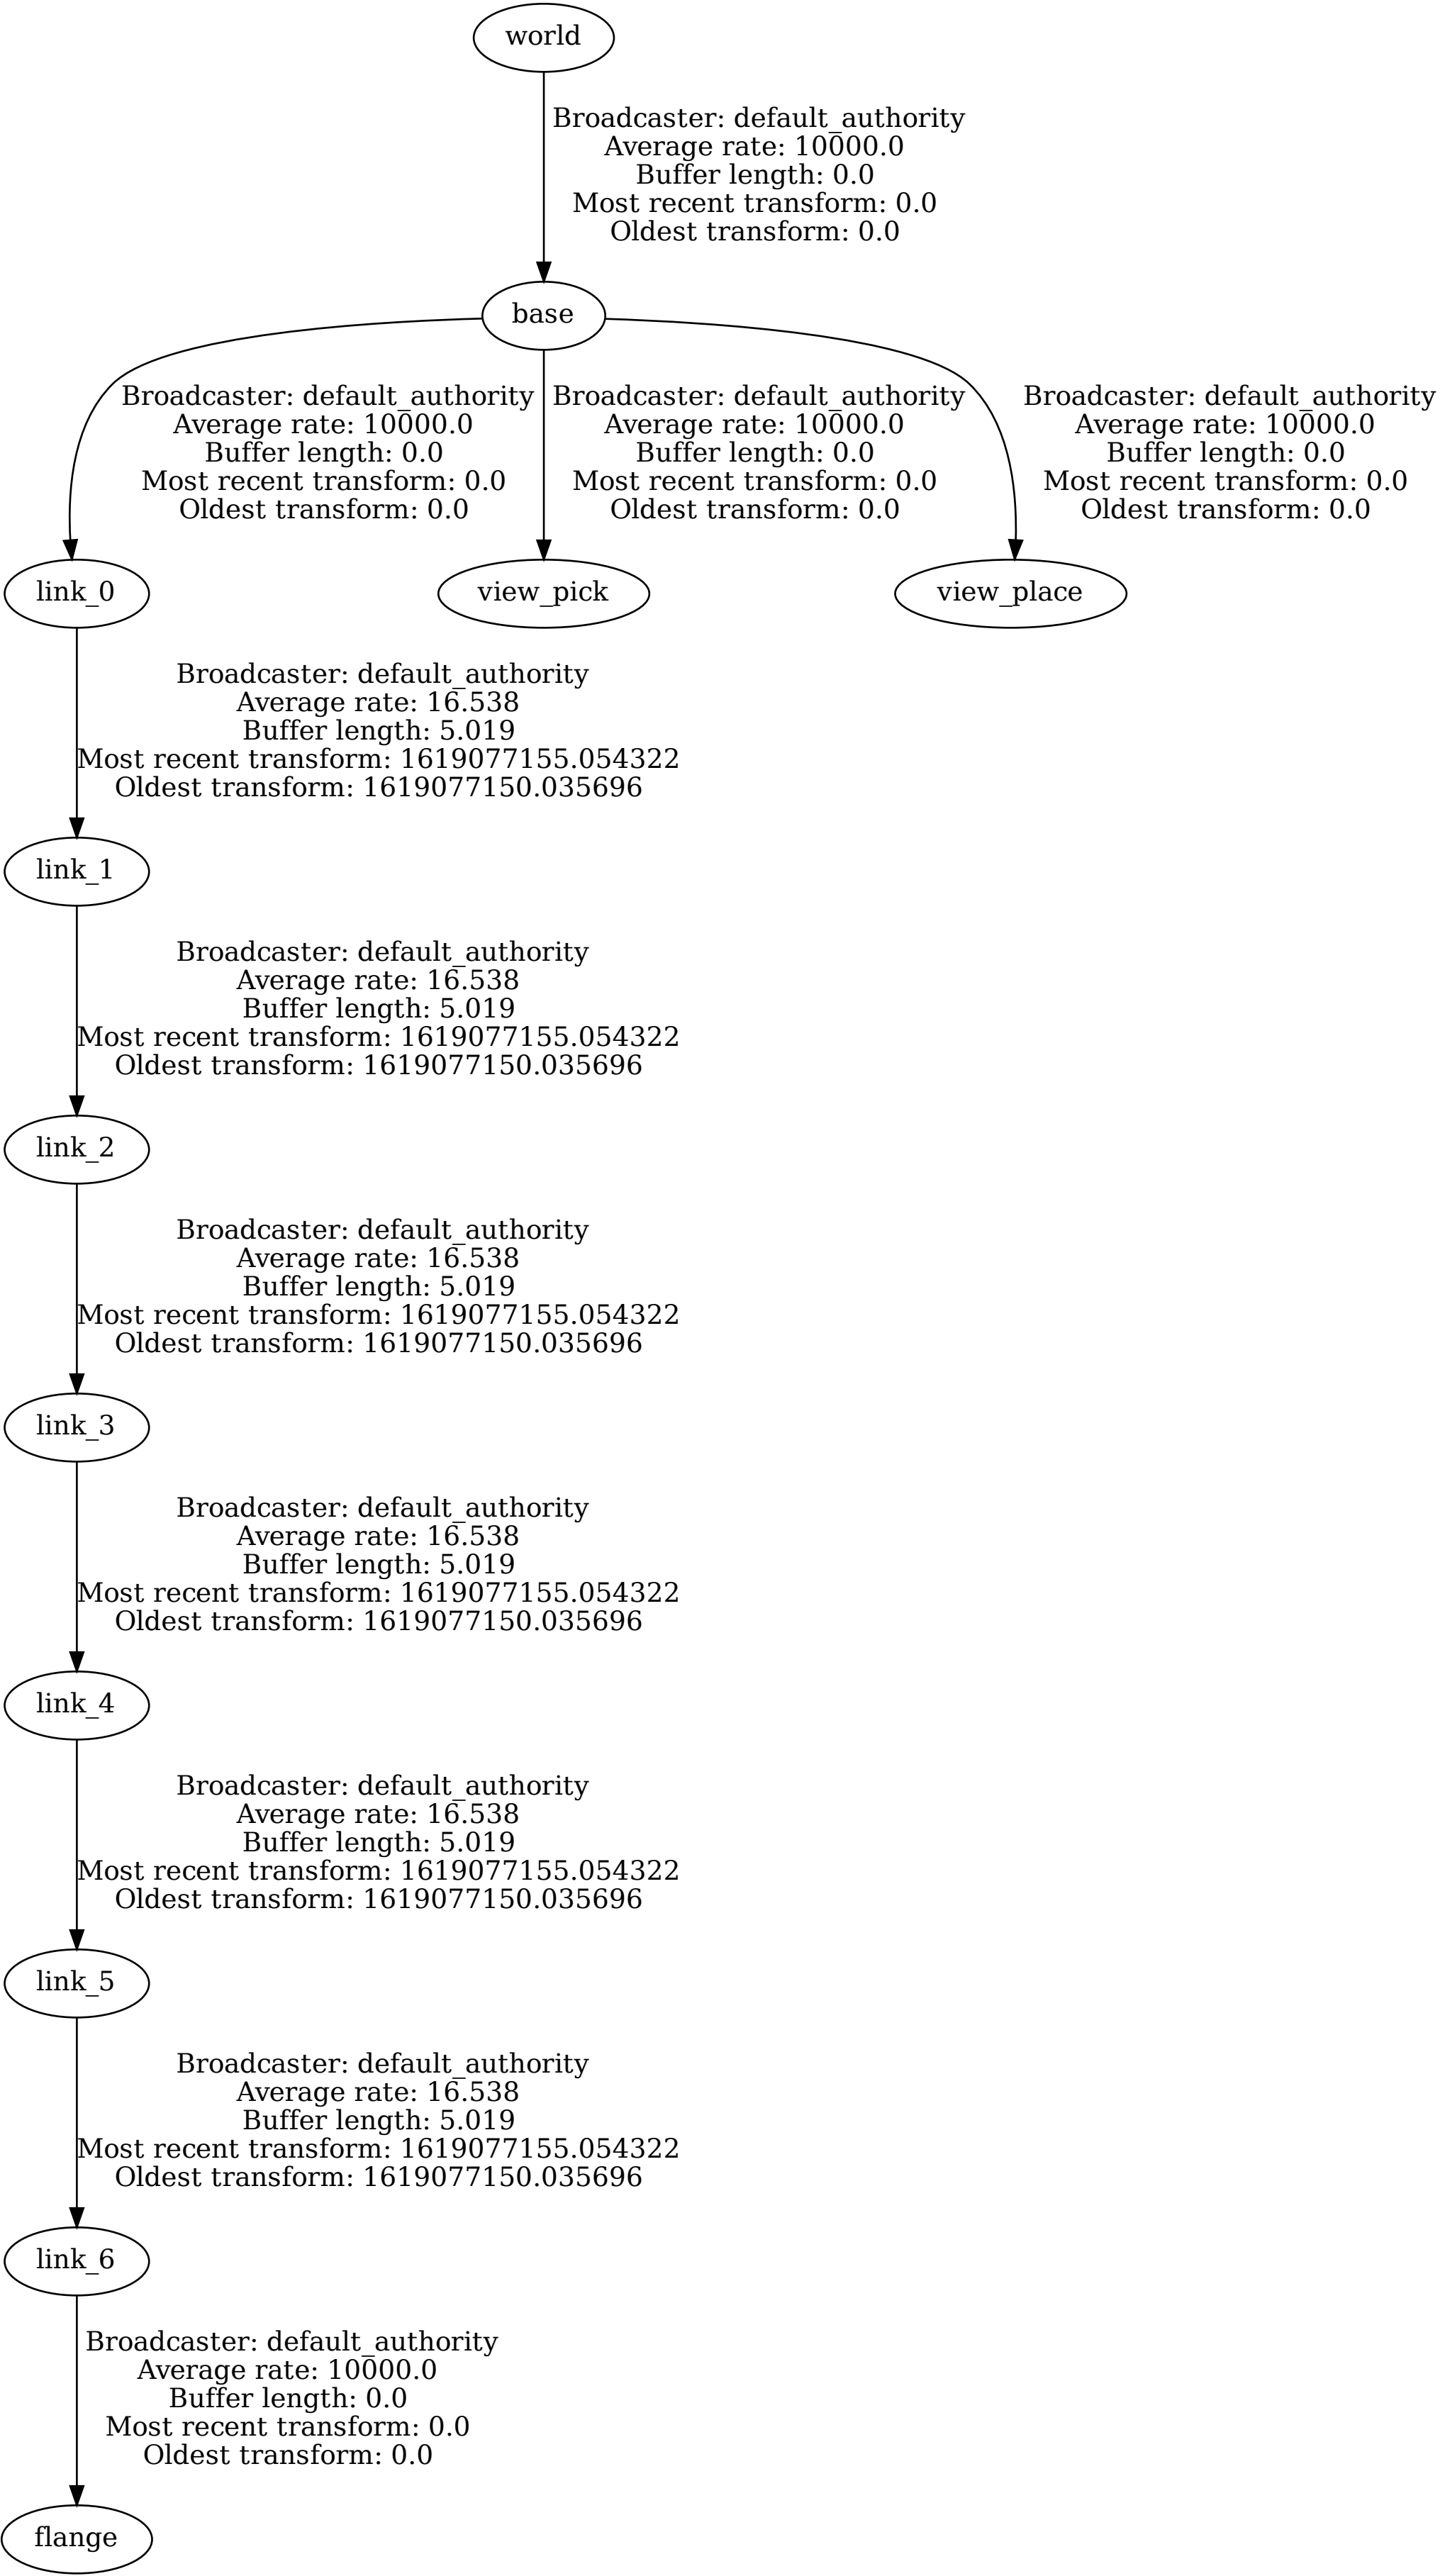 world
Broadcaster: default_authority
Average rate: 10000.0
Buffer length: 0.0
Most recent transform: 0.0
Oldest transform: 0.0
base
Broadcaster: default_authority
Average rate: 10000.0
Buffer length: 0.0
Most recent transform: 0.0
Oldest transform: 0.0
Broadcaster: default_authority
Average rate: 10000.0
Buffer length: 0.0
Most recent transform: 0.0
Oldest transform: 0.0
Broadcaster: default_authority
Average rate: 10000.0
Buffer length: 0.0
Most recent transform: 0.0
Oldest transform: 0.0
link_0
view_pick
view_place
Broadcaster: default_authority
Average rate: 16.538
Buffer length: 5.019
Most recent transform: 1619077155.054322
Oldest transform: 1619077150.035696
link_1
Broadcaster: default_authority
Average rate: 16.538
Buffer length: 5.019
Most recent transform: 1619077155.054322
Oldest transform: 1619077150.035696
link_2
Broadcaster: default_authority
Average rate: 16.538
Buffer length: 5.019
Most recent transform: 1619077155.054322
Oldest transform: 1619077150.035696
link_3
Broadcaster: default_authority
Average rate: 16.538
Buffer length: 5.019
Most recent transform: 1619077155.054322
Oldest transform: 1619077150.035696
link_4
Broadcaster: default_authority
Average rate: 16.538
Buffer length: 5.019
Most recent transform: 1619077155.054322
Oldest transform: 1619077150.035696
link_5
Broadcaster: default_authority
Average rate: 16.538
Buffer length: 5.019
Most recent transform: 1619077155.054322
Oldest transform: 1619077150.035696
link_6
Broadcaster: default_authority
Average rate: 10000.0
Buffer length: 0.0
Most recent transform: 0.0
Oldest transform: 0.0
flange